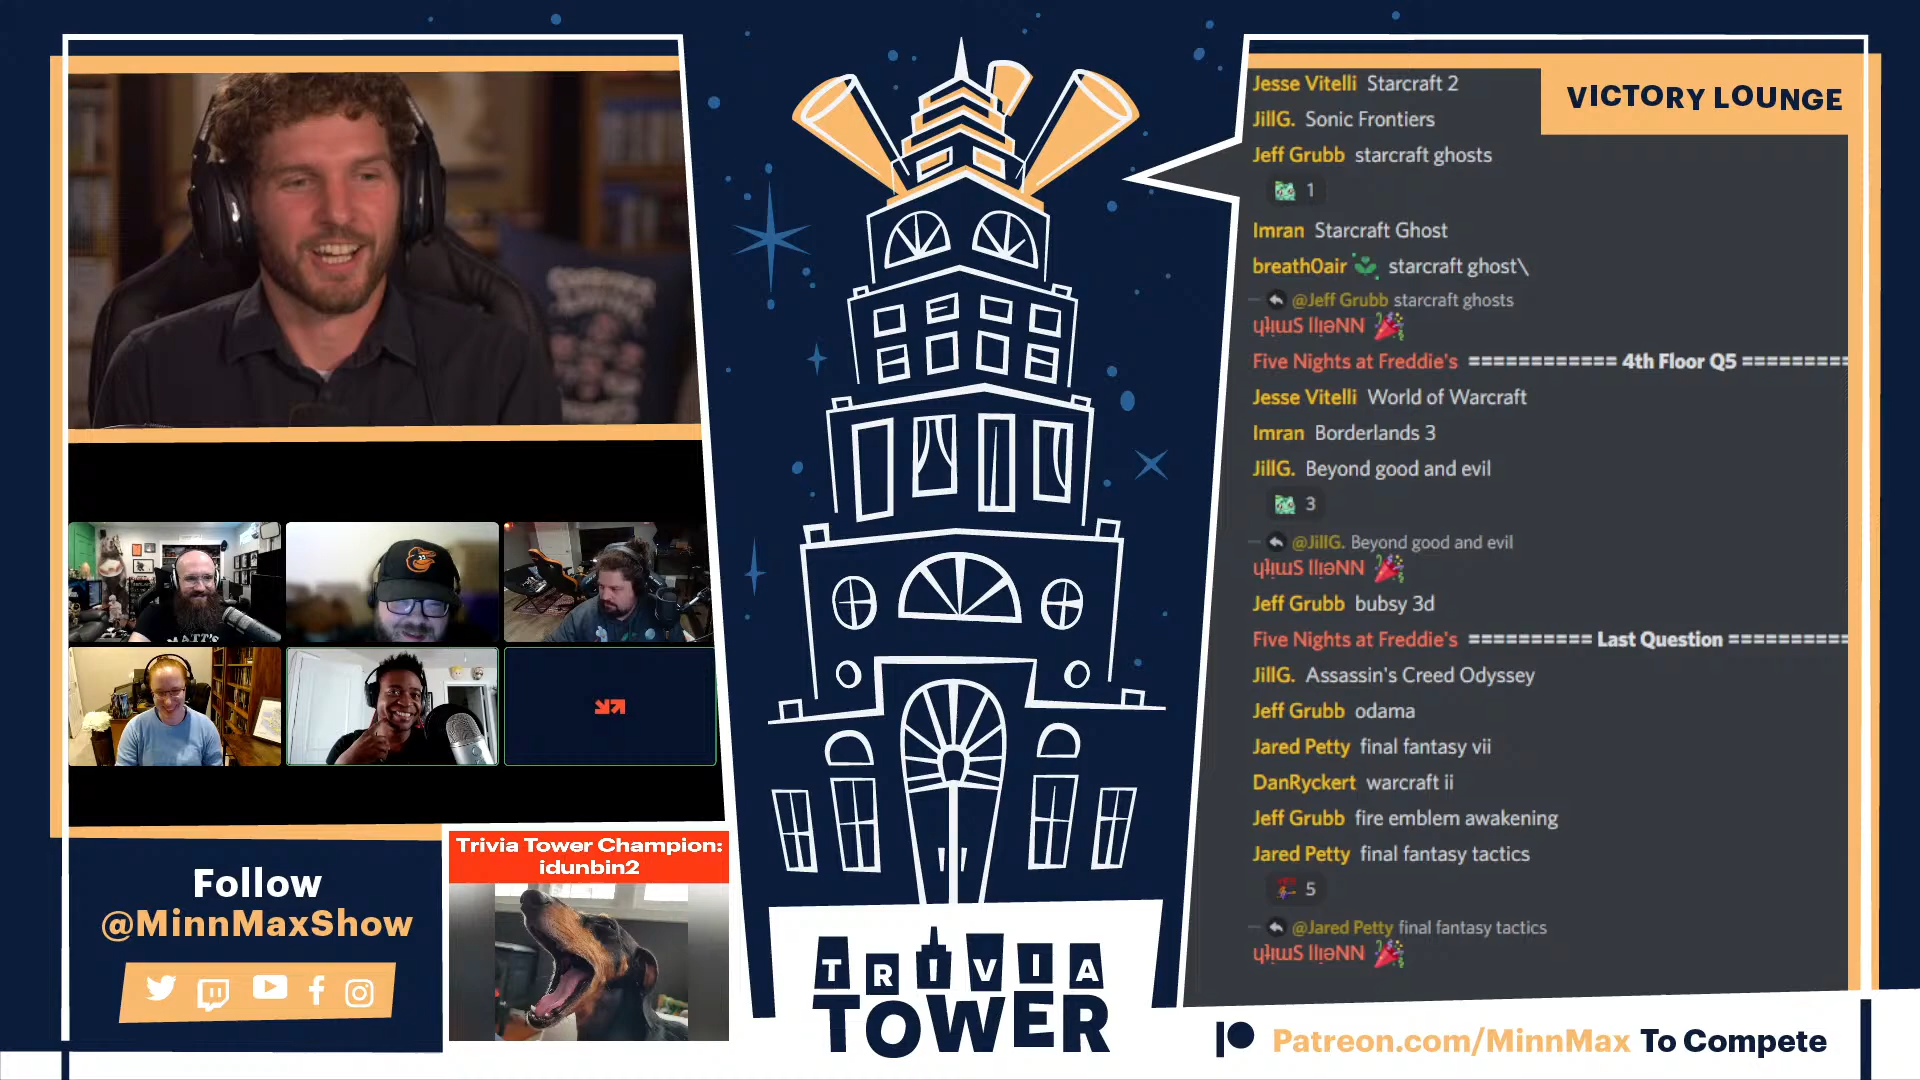 VICTORY LOUNGE
Jesse Vitelli Starcraft 2
JillG. Sonic Frontiers
Jeff Grubb starcraft ghosts
1
Imran Starcraft Ghost
breath0air starcraft ghost\
@Jeff Grubb starcraft ghosts
ɥʇᴉɯS llᴉǝNN
Five Nights at Freddie's ============ 4th Floor Q5 =========
Jesse Vitelli World of Warcraft
Imran Borderlands 3
JillG. Beyond good and evil
3
@JillG. Beyond good and evil
ɥʇᴉɯS llᴉǝNN
Jeff Grubb bubsy 3d
Five Nights at Freddie's ========== Last Question ==========
JillG. Assassin's Creed Odyssey
Jeff Grubb odama
Jared Petty final fantasy vii
DanRyckert warcraft ii
Jeff Grubb fire emblem awakening
Jared Petty final fantasy tactics
5
@Jared Petty final fantasy tactics
ɥʇᴉɯS llᴉǝNN
MATT'S
Follow
@MinnMaxShow
Trivia Tower Champion:
idunbin2
TRIVIA
TOWER
Patreon.com/MinnMax To Compete